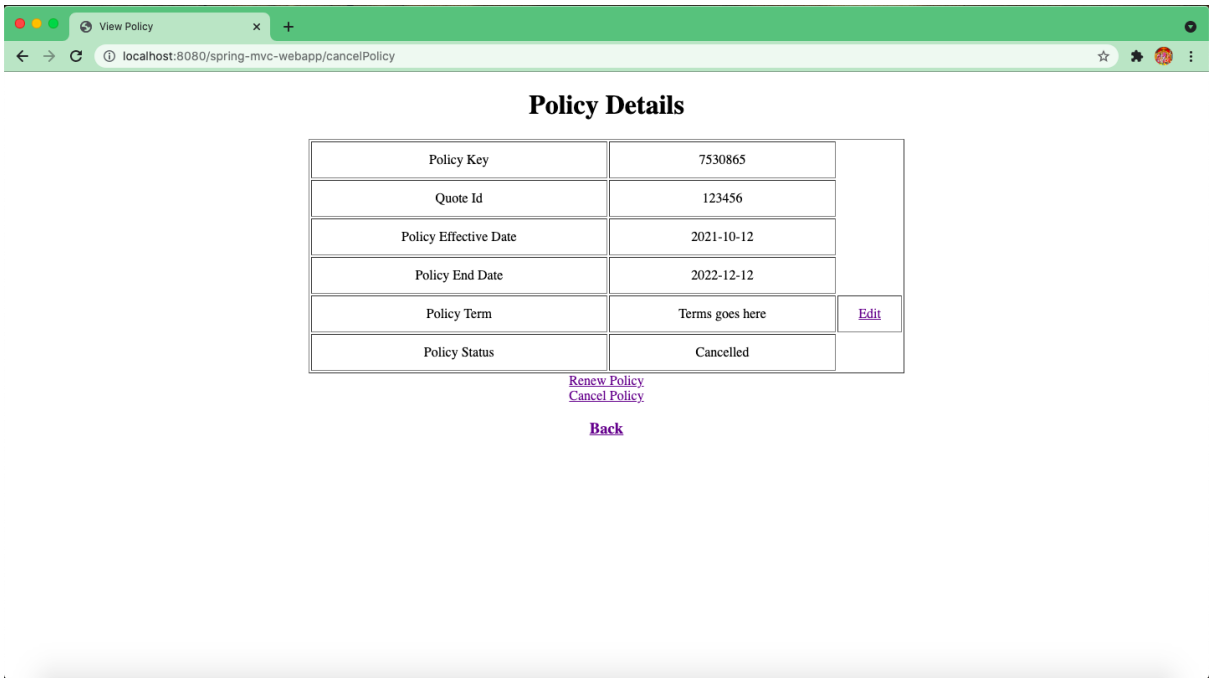 View Policy
localhost:8080/spring-mvc-webapp/cancelPolicy
Policy Details
Policy Key 7530865
Quote Id 123456
Policy Effective Date 2021-10-12
Policy End Date 2022-12-12
Policy Term Terms goes here Edit
Policy Status Cancelled
Renew Policy
Cancel Policy
Back